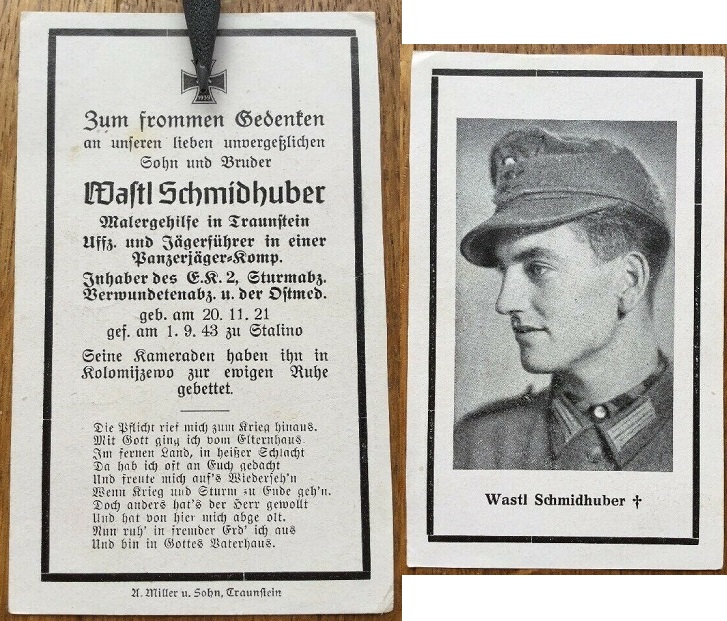 1939
Zum frommen Gedenken
an unseren lieben unvergeßlichen
Sohn und Bruder
Wastl Schmidhuber
Malergehilfe in Traunstein
Uffz. und Jägerführer in einer
Panzerjäger-Komp.
Inhaber des E.K. 2, Sturmabz.
Verwundetenabz. u. der Ostmed.
geb. am 20. 11. 21
gef. am 1. 9. 43 zu Stalino
Seine Kameraden haben ihn in
Kolomijzewo zur ewigen Ruhe
gebettet.
Die Pflicht rief mich zum Krieg hinaus.
Mit Gott ging ich vom Elternhaus.
Im fernen Land, in heißer Schlacht
Da hab ich oft an Euch gedacht
Und freute mich auf's Wiederseh'n
Wenn Krieg und Sturm zu Ende geh'n.
Doch anders hat's der Herr gewollt
Und hat von hier mich abge olt.
Nun ruh' in fremder Erd' ich aus
Und bin in Gottes Vaterhaus.
A. Miller u. Sohn, Traunstein
Wastl Schmidhuber †